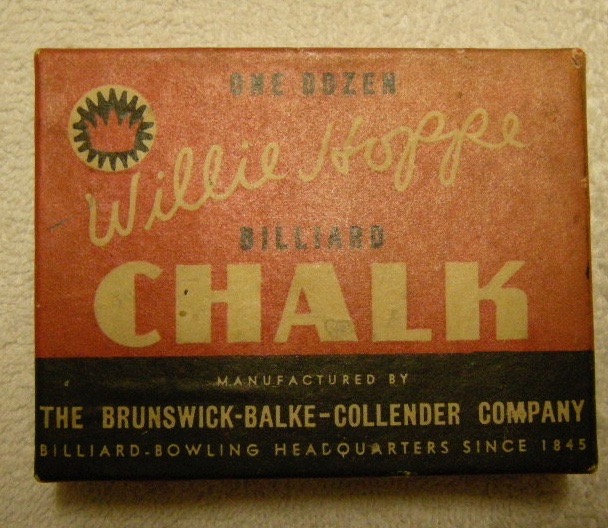 ONE DOZEN
Willie Hoppe
BILLIARD
CHALK
MANUFACTURED BY
THE BRUNSWICK-BALKE-COLLENDER COMPANY
BILLIARD-BOWLING HEADQUARTERS SINCE 1845